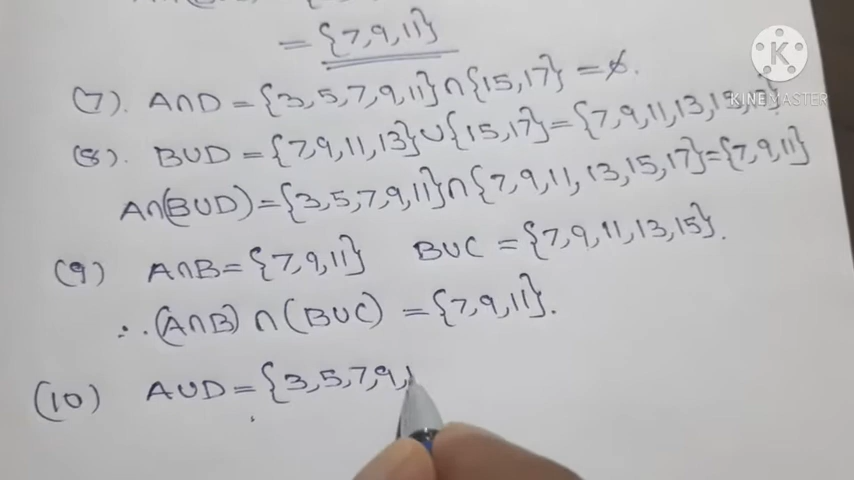 = {7,9,11}
(7). A∩D = {3,5,7,9,11}∩{15,17} = ∅.
(8). B∪D = {7,9,11,13}∪{15,17} = {7,9,11,13,15,17}
A∩(B∪D) = {3,5,7,9,11}∩{7,9,11,13,15,17} = {7,9,11}
(9) A∩B = {7,9,11} B∪C = {7,9,11,13,15}.
∴ (A∩B) ∩ (B∪C) = {7,9,11}.
(10) A∪D = {3,5,7,9,
K
KINEMASTER